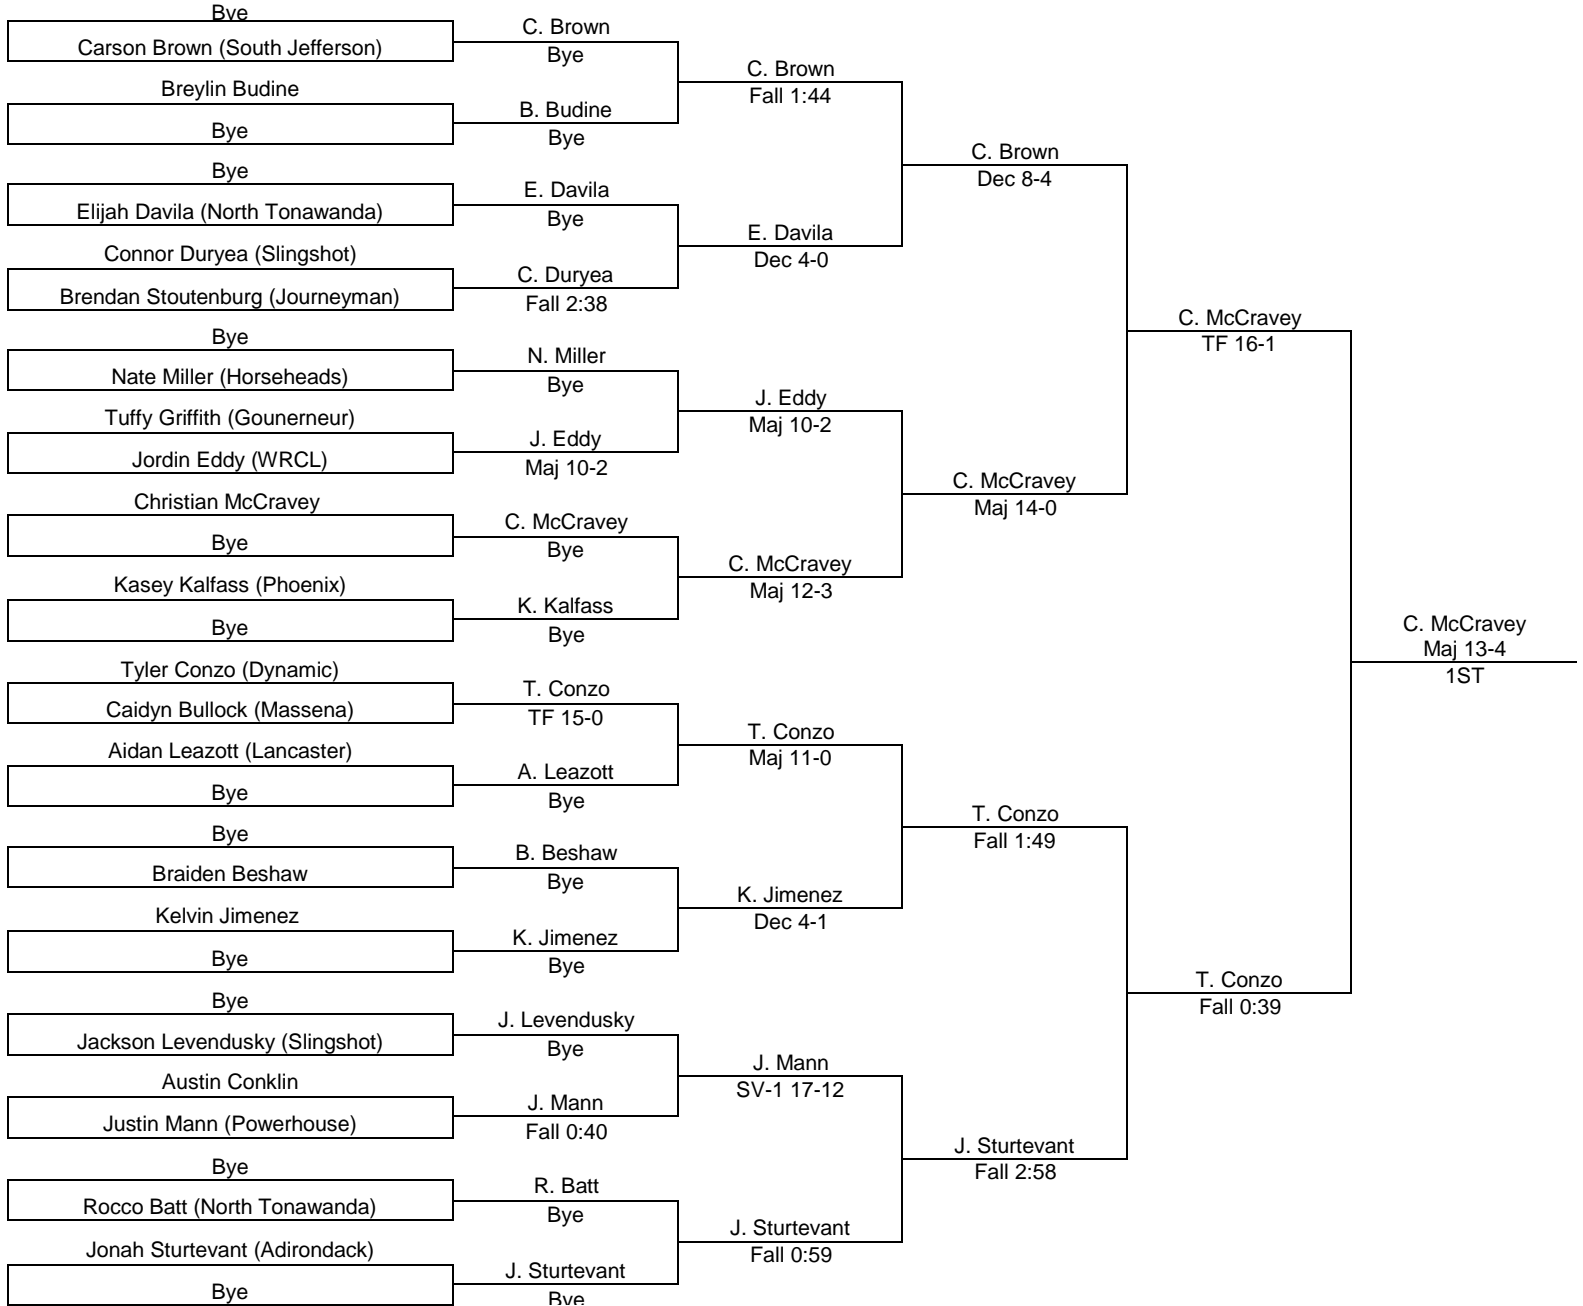 Bye
Carson Brown (South Jefferson)
Breylin Budine
Bye
Bye
Elijah Davila (North Tonawanda)
Connor Duryea (Slingshot)
Brendan Stoutenburg (Journeyman)
Bye
Nate Miller (Horseheads)
Tuffy Griffith (Gounerneur)
Jordin Eddy (WRCL)
Christian McCravey
Bye
Kasey Kalfass (Phoenix)
Bye
Tyler Conzo (Dynamic)
Caidyn Bullock (Massena)
Aidan Leazott (Lancaster)
Bye
Bye
Braiden Beshaw
Kelvin Jimenez
Bye
Bye
Jackson Levendusky (Slingshot)
Austin Conklin
Justin Mann (Powerhouse)
Bye
Rocco Batt (North Tonawanda)
Jonah Sturtevant (Adirondack)
Bye
C. Brown
Bye
B. Budine
Bye
E. Davila
Bye
C. Duryea
Fall 2:38
N. Miller
Bye
J. Eddy
Maj 10-2
C. McCravey
Bye
K. Kalfass
Bye
T. Conzo
TF 15-0
A. Leazott
Bye
B. Beshaw
Bye
K. Jimenez
Bye
J. Levendusky
Bye
J. Mann
Fall 0:40
R. Batt
Bye
J. Sturtevant
Bye
C. Brown
Fall 1:44
E. Davila
Dec 4-0
J. Eddy
Maj 10-2
C. McCravey
Maj 12-3
T. Conzo
Maj 11-0
K. Jimenez
Dec 4-1
J. Mann
SV-1 17-12
J. Sturtevant
Fall 0:59
C. Brown
Dec 8-4
C. McCravey
Maj 14-0
T. Conzo
Fall 1:49
J. Sturtevant
Fall 2:58
C. McCravey
TF 16-1
T. Conzo
Fall 0:39
C. McCravey
Maj 13-4
1ST